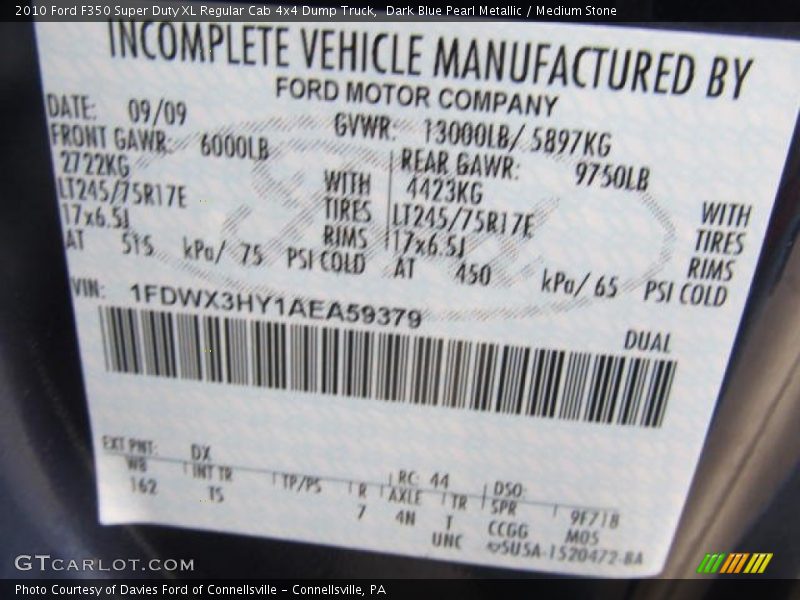 2010 Ford F350 Super Duty XL Regular Cab 4x4 Dump Truck, Dark Blue Pearl Metallic / Medium Stone
INCOMPLETE VEHICLE MANUFACTURED BY
FORD MOTOR COMPANY
DATE: 09/09 GVWR: 13000LB/ 5897KG
FRONT GAWR: 6000LB REAR GAWR: 9750LB
2722KG WITH 4423KG WITH
LT245/75R17E TIRES LT245/75R17E TIRES
17x6.5J RIMS 17x6.5J RIMS
AT 515 kPa/ 75 PSI COLD AT 450 kPa/ 65 PSI COLD
VIN: 1FDWX3HY1AEA59379
DUAL
EXT PNT: DX RC: 44 DSO:
WB INT TR TP/PS R AXLE TR SPR 9F718
162 TS 7 4N T CCGG M05
UNC 5U5A-1520472-BA
GTCARLOT.COM
Photo Courtesy of Davies Ford of Connellsville – Connellsville, PA